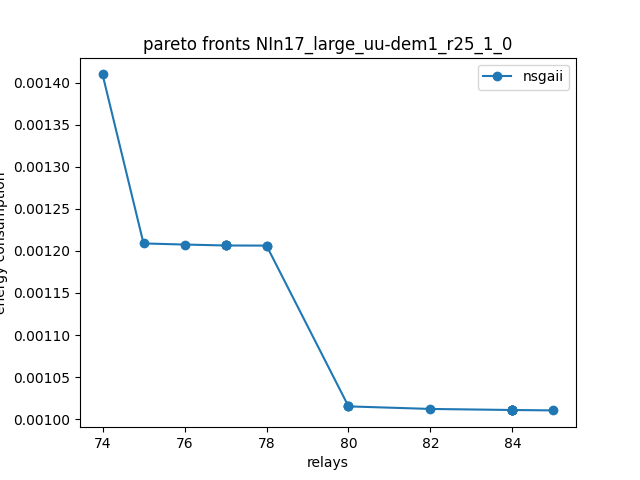 pareto fronts NIn17_large_uu-dem1_r25_1_0
nsgaii
0.00140
0.00135
0.00130
0.00125
0.00120
0.00115
0.00110
0.00105
0.00100
energy consumption
74 76 78 80 82 84
relays